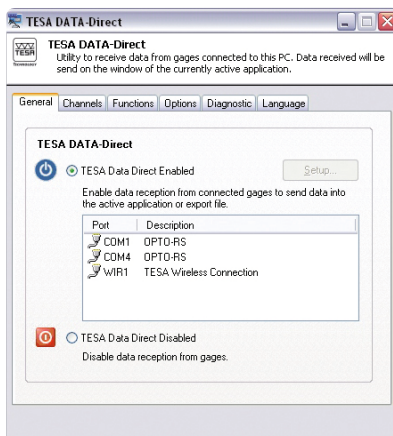 TESA DATA-Direct
TESA
TESA DATA-Direct
Utility to receive data from gages connected to this PC. Data received will be
send on the window of the currently active application.
General Channels Functions Options Diagnostic Language
TESA DATA-Direct
TESA Data Direct Enabled Setup...
Enable data reception from connected gages to send data into
the active application or export file.
Port Description
COM1 OPTO-RS
COM4 OPTO-RS
WIR1 TESA Wireless Connection
TESA Data Direct Disabled
Disable data reception from gages.